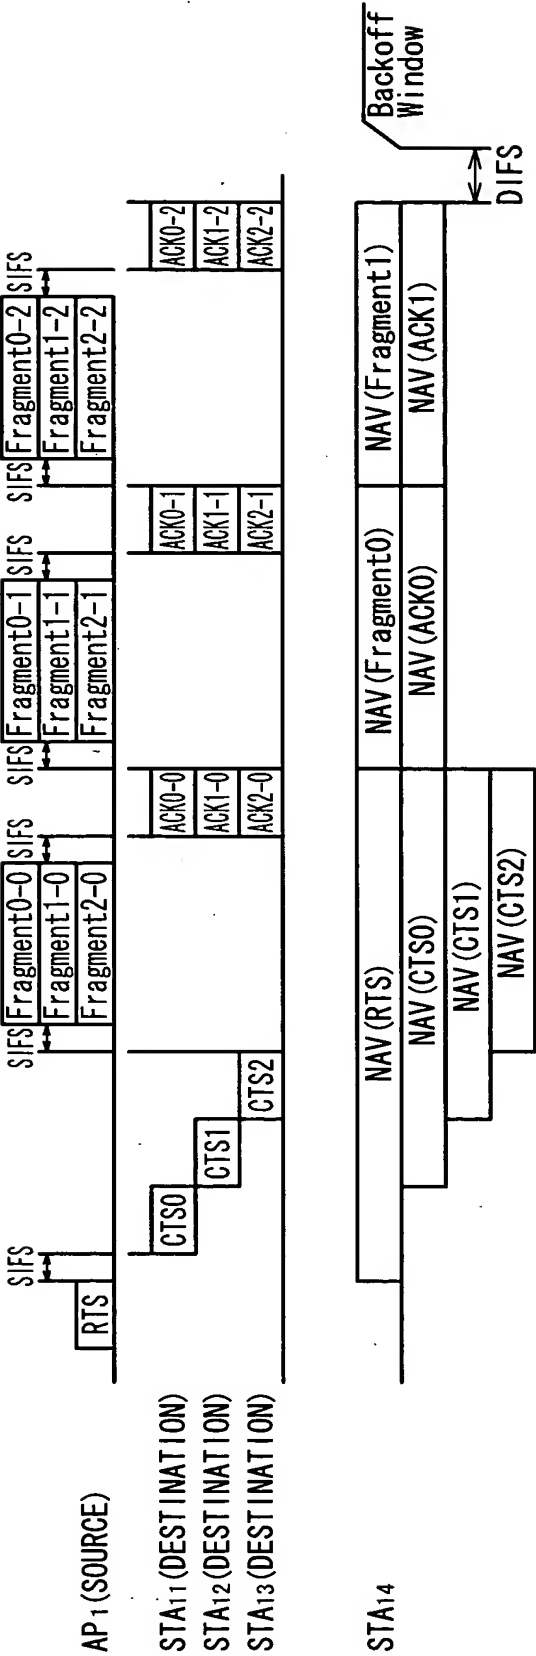 AP1(SOURCE)
RTS
SIFS
SIFS
Fragment0-0
Fragment1-0
Fragment2-0
SIFS
SIFS
Fragment0-1
Fragment1-1
Fragment2-1
SIFS
SIFS
Fragment0-2
Fragment1-2
Fragment2-2
SIFS
STA11(DESTINATION)
STA12(DESTINATION)
STA13(DESTINATION)
CTS0
CTS1
CTS2
ACK0-0
ACK1-0
ACK2-0
ACK0-1
ACK1-1
ACK2-1
ACK0-2
ACK1-2
ACK2-2
STA14
NAV(RTS)
NAV(CTS0)
NAV(CTS1)
NAV(CTS2)
NAV(Fragment0)
NAV(ACK0)
NAV(Fragment1)
NAV(ACK1)
DIFS
Backoff
Window